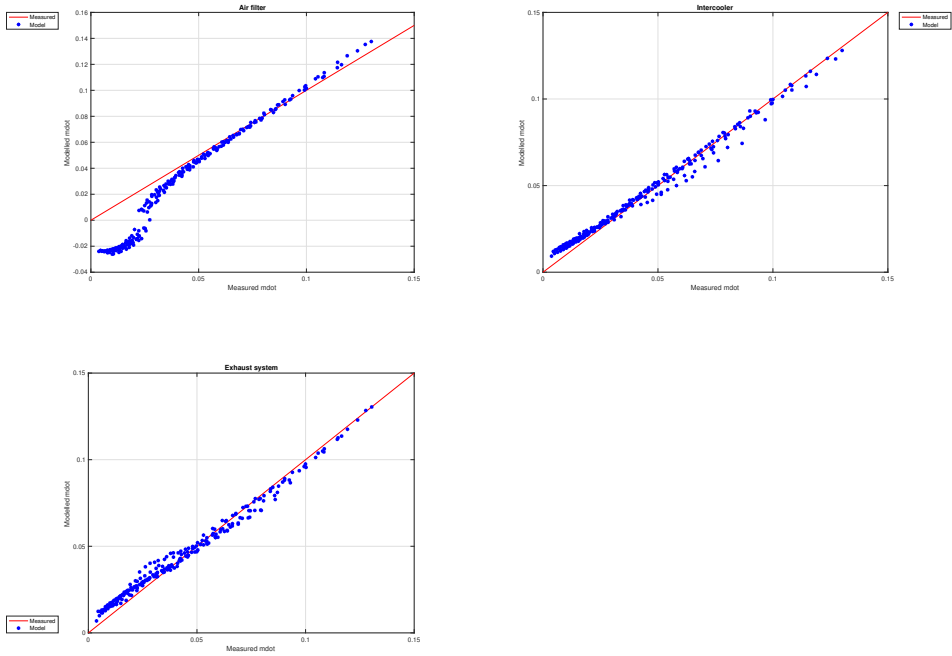 Air filter
Measured
Model
0.16
0.14
0.12
0.1
0.08
0.06
0.04
0.02
0
-0.02
-0.04
Modelled mdot
0
0.05
0.1
0.15
Measured mdot
Intercooler
Measured
Model
0.15
0.1
0.05
0
Modelled mdot
0
0.05
0.1
0.15
Measured mdot
Exhaust system
0.15
0.1
0.05
0
Modelled mdot
0
0.05
0.1
0.15
Measured mdot
Measured
Model